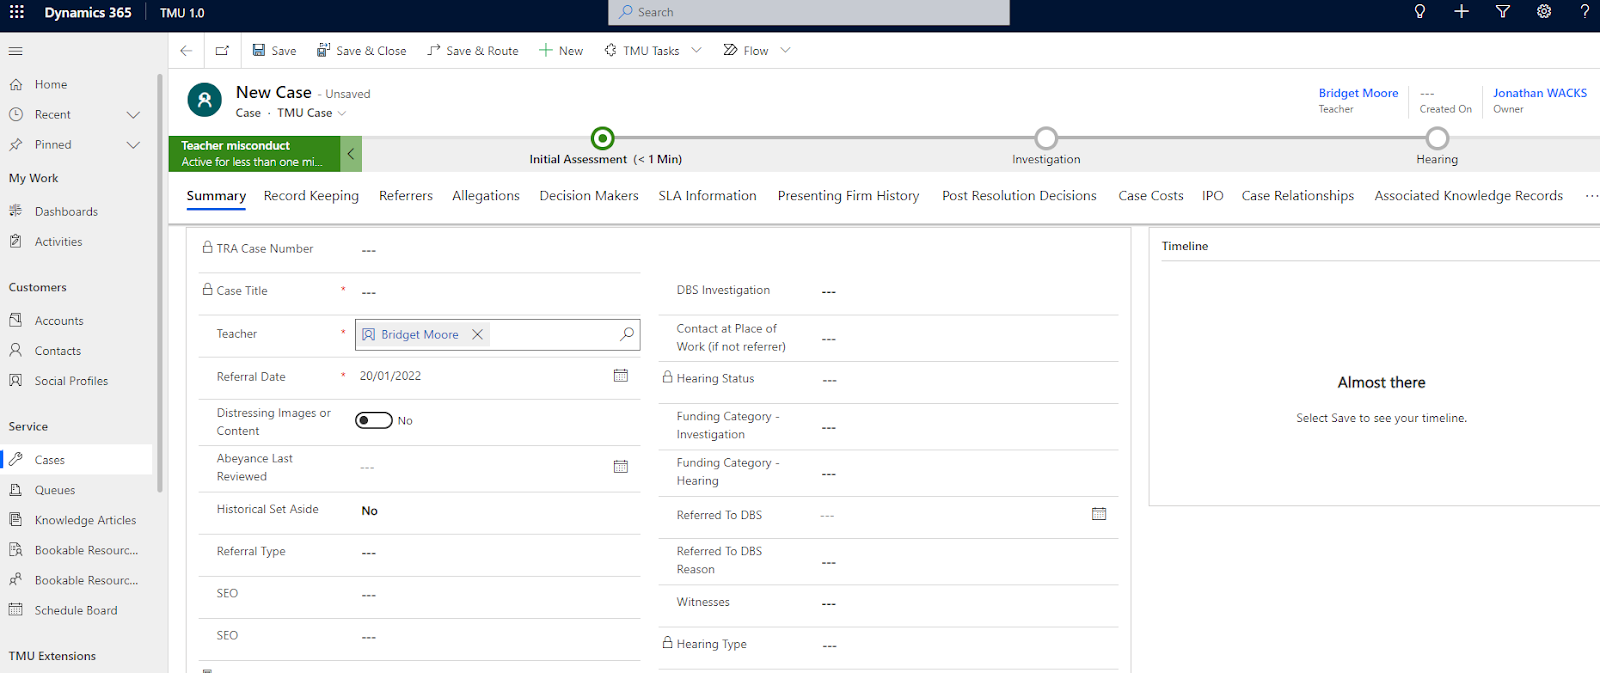 Dynamics 365 TMU 1.0 Search ?
Save Save & Close Save & Route New TMU Tasks Flow
Home
Recent
Pinned
My Work
Dashboards
Activities
Customers
Accounts
Contacts
Social Profiles
Service
Cases
Queues
Knowledge Articles
Bookable Resourc...
Bookable Resourc...
Schedule Board
TMU Extensions
New Case - Unsaved
Case · TMU Case
Bridget Moore
Teacher
---
Created On
Jonathan WACKS
Owner
Teacher misconduct
Active for less than one mi...
Initial Assessment (< 1 Min)
Investigation
Hearing
Summary Record Keeping Referrers Allegations Decision Makers SLA Information Presenting Firm History Post Resolution Decisions Case Costs IPO Case Relationships Associated Knowledge Records ...
TRA Case Number ---
Case Title * ---
Teacher * Bridget Moore
Referral Date * 20/01/2022
Distressing Images or
Content
No
Abeyance Last
Reviewed
---
Historical Set Aside No
Referral Type ---
SEO ---
SEO ---
DBS Investigation ---
Contact at Place of
Work (if not referrer)
---
Hearing Status ---
Funding Category -
Investigation
---
Funding Category -
Hearing
---
Referred To DBS ---
Referred To DBS
Reason
---
Witnesses ---
Hearing Type ---
Timeline
Almost there
Select Save to see your timeline.